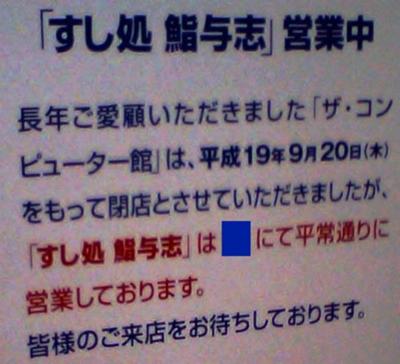 「すし処 鮨与志」営業中
長年ご愛顧いただきました「ザ・コン
ピューター館」は、平成19年9月20日(木)
をもって閉店とさせていただきましたが、
「すし処 鮨与志」は にて平常通りに
営業しております。
皆様のご来店をお待ちしております。